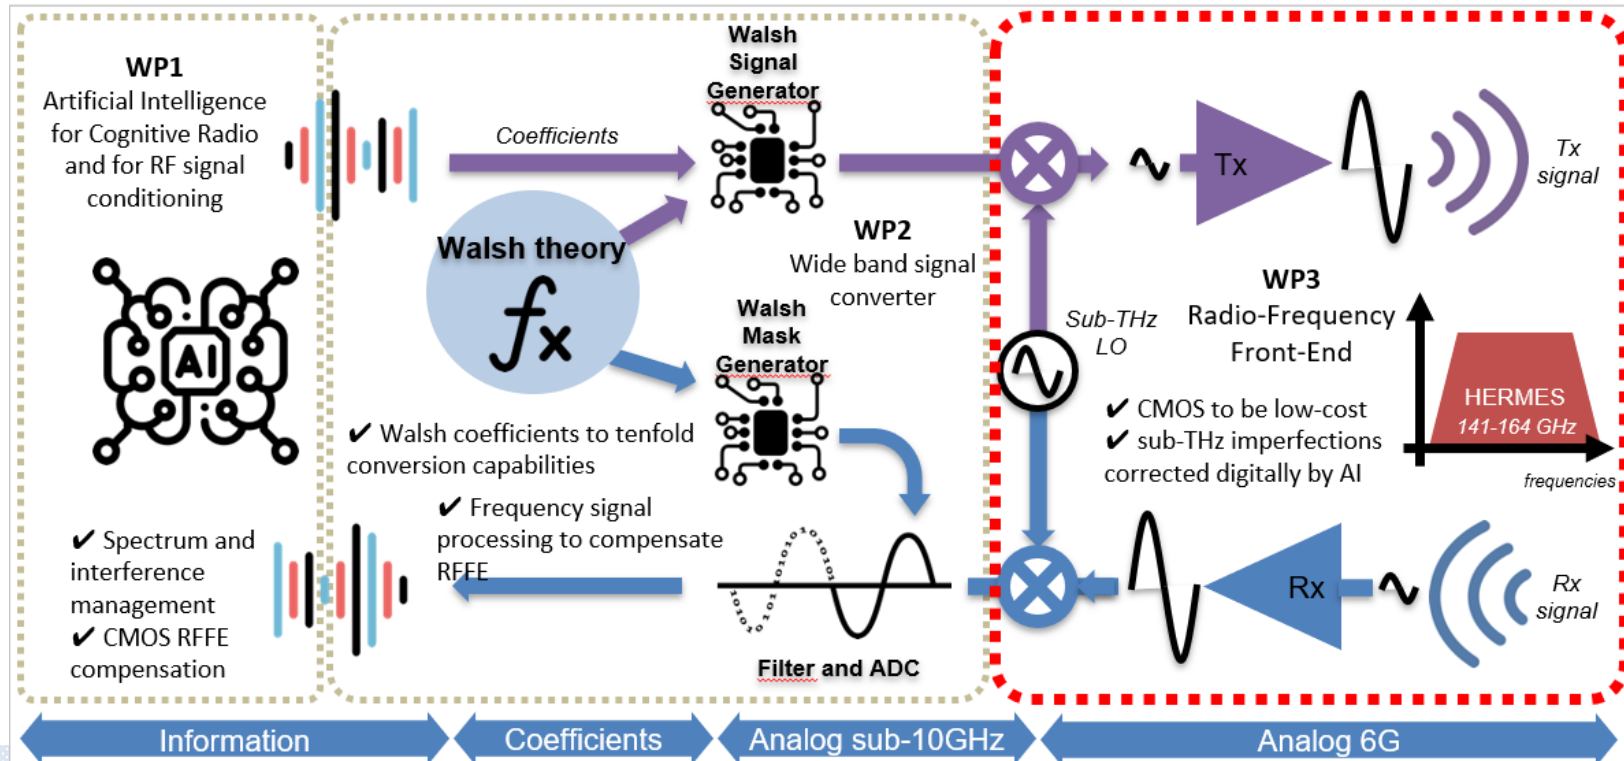 WP1
Artificial Intelligence
for Cognitive Radio
and for RF signal
conditioning
AI
✔ Spectrum and
interference
management
✔ CMOS RFFE
compensation
Coefficients
Walsh theory
fx
Walsh
Signal
Generator
WP2
Wide band signal
converter
Walsh
Mask
Generator
✔ Walsh coefficients to tenfold
conversion capabilities
✔ Frequency signal
processing to compensate
RFFE
Filter and ADC
Sub-THz
LO
Tx
Tx
signal
WP3
Radio-Frequency
Front-End
✔ CMOS to be low-cost
✔ sub-THz imperfections
corrected digitally by AI
HERMES
141-164 GHz
frequencies
Rx
Rx
signal
Information
Coefficients
Analog sub-10GHz
Analog 6G